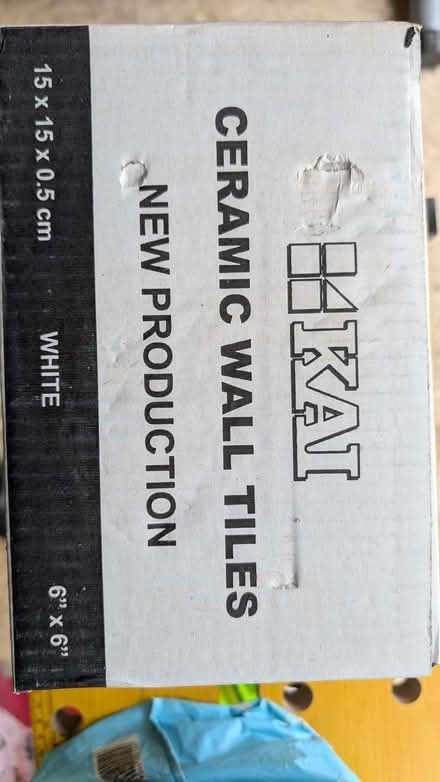 KAI
CERAMIC WALL TILES
NEW PRODUCTION
15 x 15 x 0.5 cm WHITE 6” x 6”